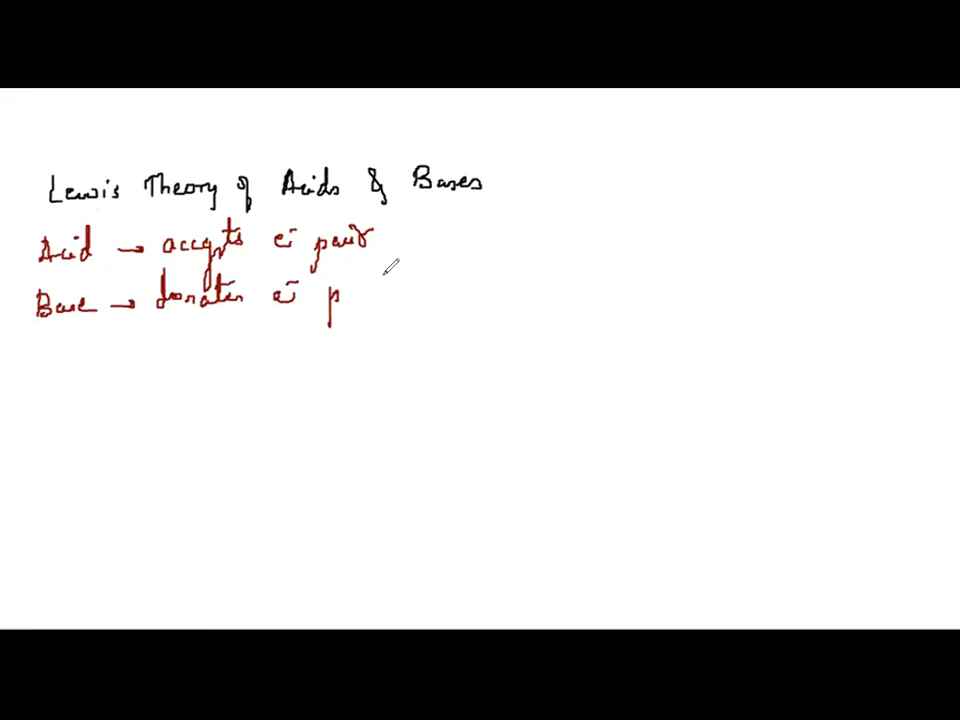 Lewis Theory of Acids & Bases
Acid → accepts e⁻ pair
Base → donates e⁻ p